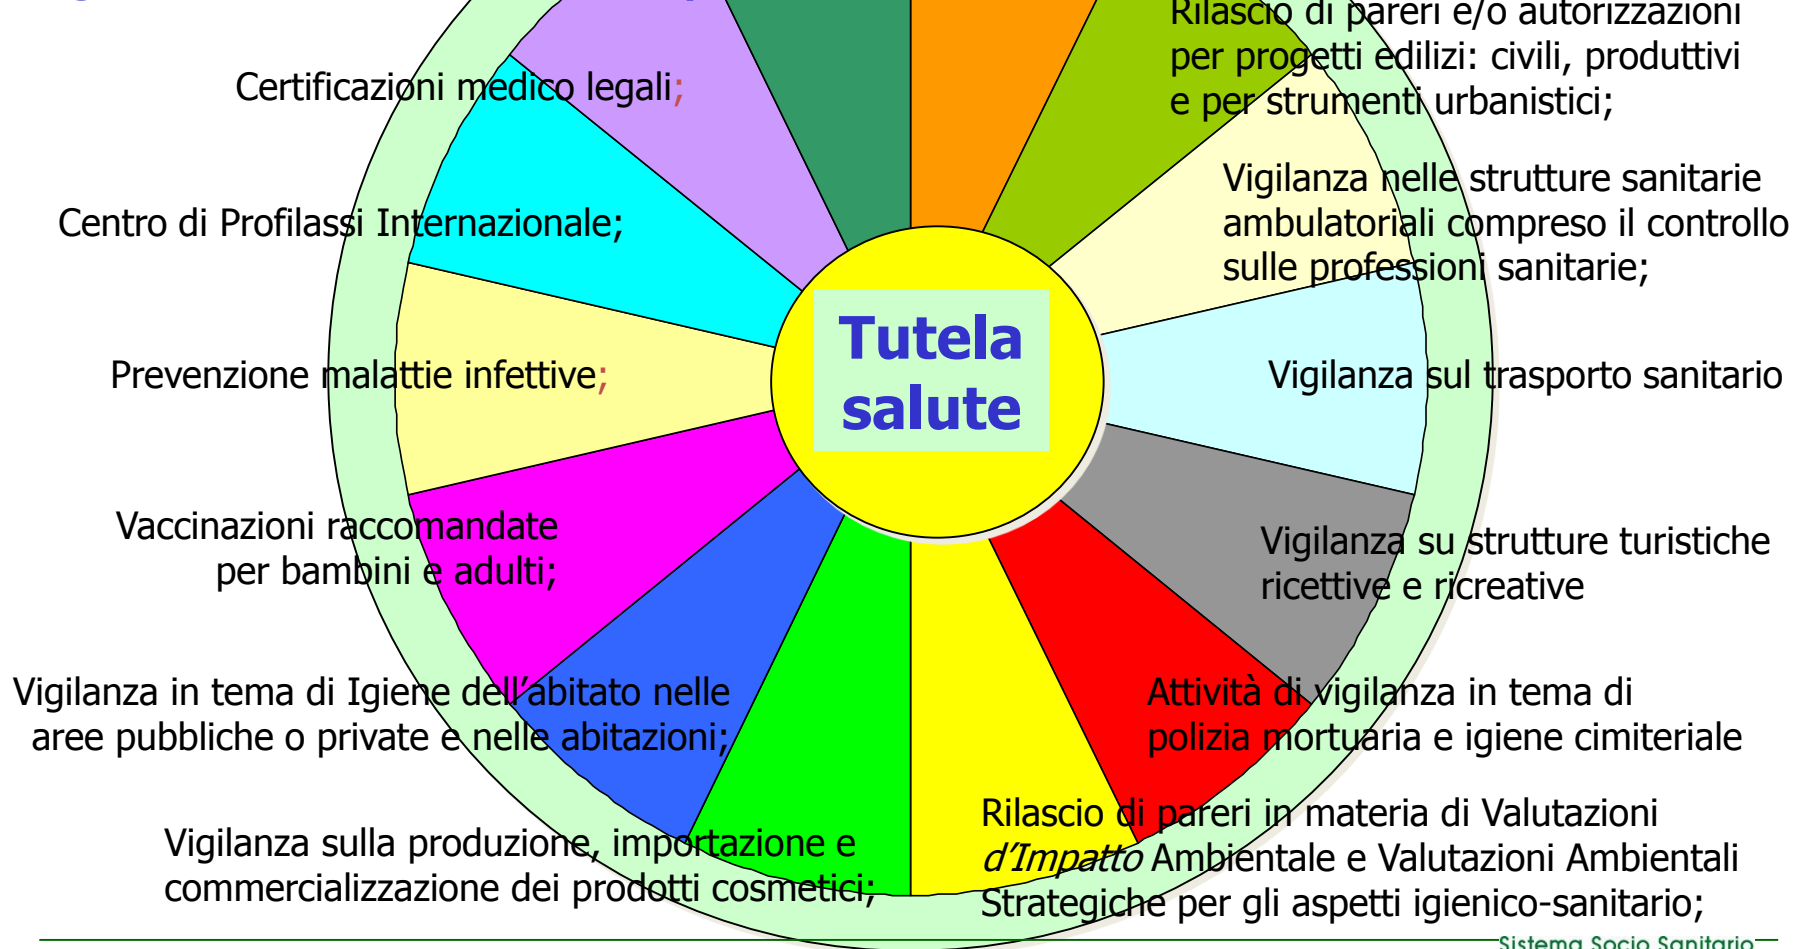 Rilascio di pareri e/o autorizzazioni
per progetti edilizi: civili, produttivi
e per strumenti urbanistici;
Certificazioni medico legali;
Vigilanza nelle strutture sanitarie
ambulatoriali compreso il controllo
sulle professioni sanitarie;
Centro di Profilassi Internazionale;
Tutela
salute
Prevenzione malattie infettive;
Vigilanza sul trasporto sanitario
Vaccinazioni raccomandate
per bambini e adulti;
Vigilanza su strutture turistiche
ricettive e ricreative
Vigilanza in tema di Igiene dell’abitato nelle
aree pubbliche o private e nelle abitazioni;
Attività di vigilanza in tema di
polizia mortuaria e igiene cimiteriale
Vigilanza sulla produzione, importazione e
commercializzazione dei prodotti cosmetici;
Rilascio di pareri in materia di Valutazioni
d’Impatto Ambientale e Valutazioni Ambientali
Strategiche per gli aspetti igienico-sanitario;
Sistema Socio Sanitario